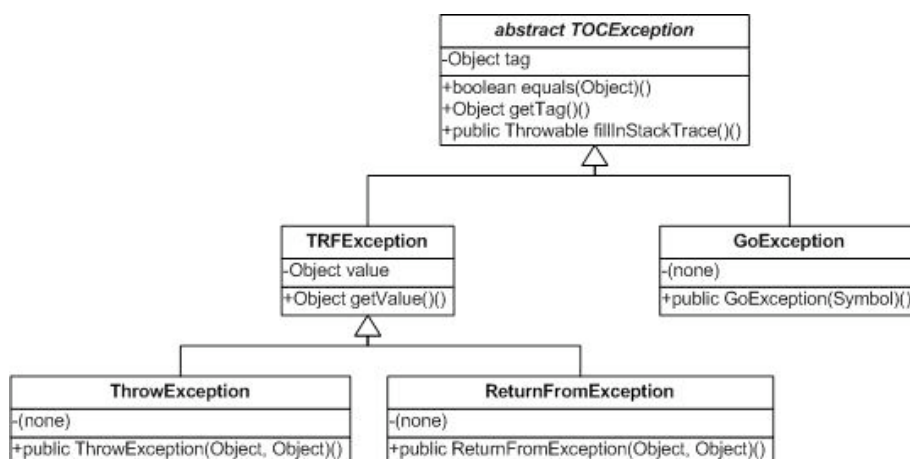 abstract TOCException
-Object tag
+boolean equals(Object)()
+Object getTag()()
+public Throwable fillInStackTrace()()
TRFException
-Object value
+Object getValue()()
GoException
-(none)
+public GoException(Symbol)()
ThrowException
-(none)
+public ThrowException(Object, Object)()
ReturnFromException
-(none)
+public ReturnFromException(Object, Object)()